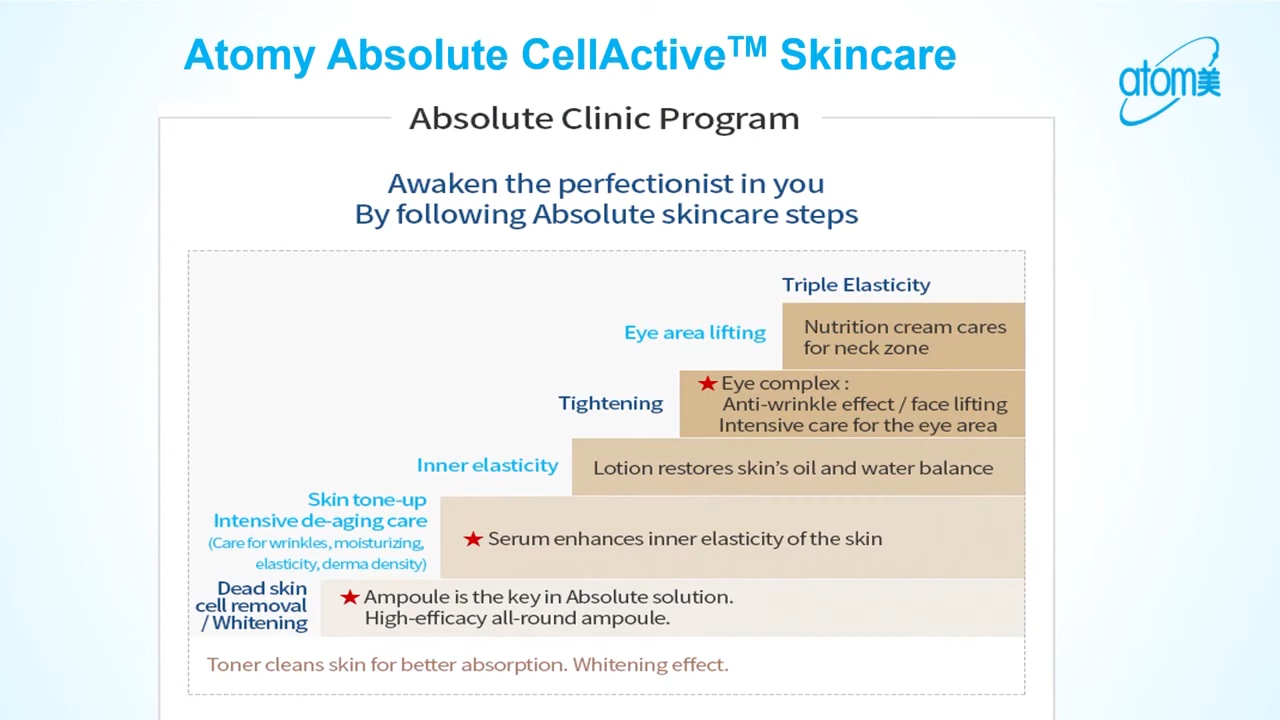 Atomy Absolute CellActive™ Skincare
atom美
Absolute Clinic Program
Awaken the perfectionist in you
By following Absolute skincare steps
Triple Elasticity
Eye area lifting
Nutrition cream cares
for neck zone
Tightening
★ Eye complex :
Anti-wrinkle effect / face lifting
Intensive care for the eye area
Inner elasticity
Lotion restores skin's oil and water balance
Skin tone-up
Intensive de-aging care
(Care for wrinkles, moisturizing,
elasticity, derma density)
★ Serum enhances inner elasticity of the skin
Dead skin
cell removal
/ Whitening
★ Ampoule is the key in Absolute solution.
High-efficacy all-round ampoule.
Toner cleans skin for better absorption. Whitening effect.